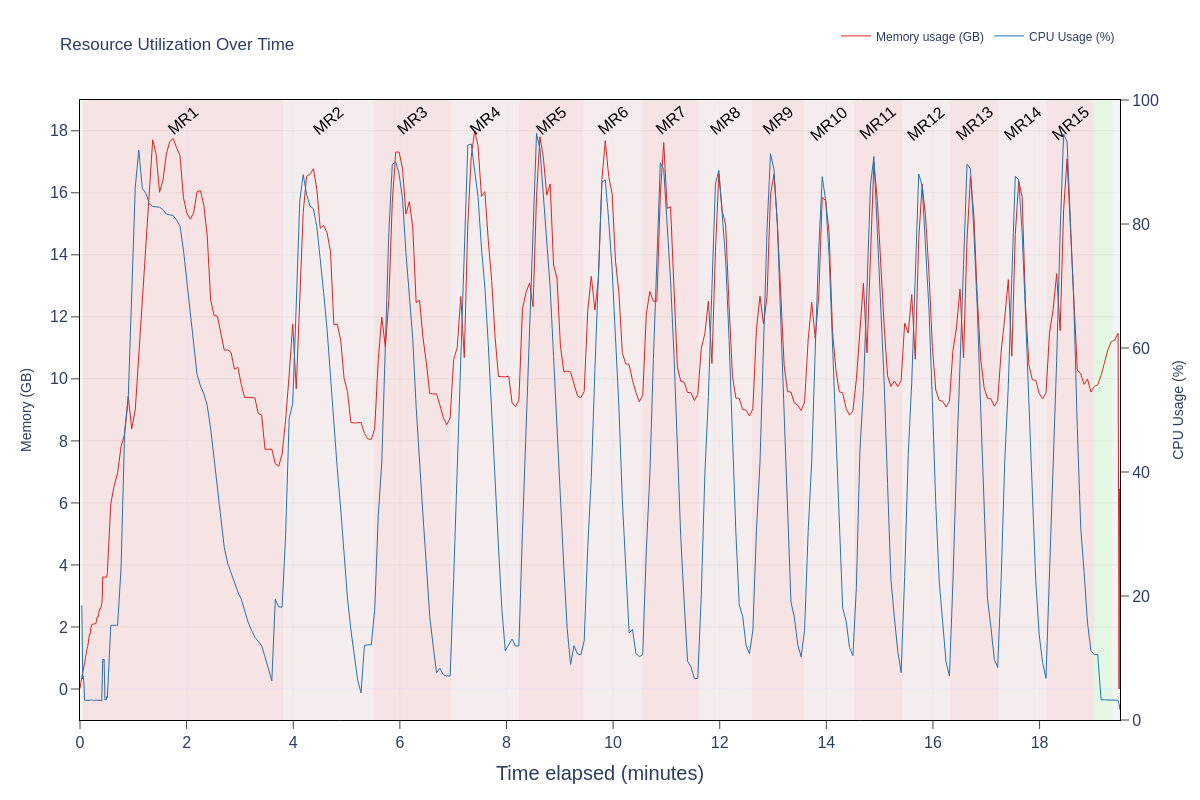 Resource Utilization Over Time
Memory usage (GB)
CPU Usage (%)
MR1
MR2
MR3
MR4
MR5
MR6
MR7
MR8
MR9
MR10
MR11
MR12
MR13
MR14
MR15
18
16
14
12
10
8
6
4
2
0
Memory (GB)
100
80
60
40
20
0
CPU Usage (%)
0 2 4 6 8 10 12 14 16 18
Time elapsed (minutes)